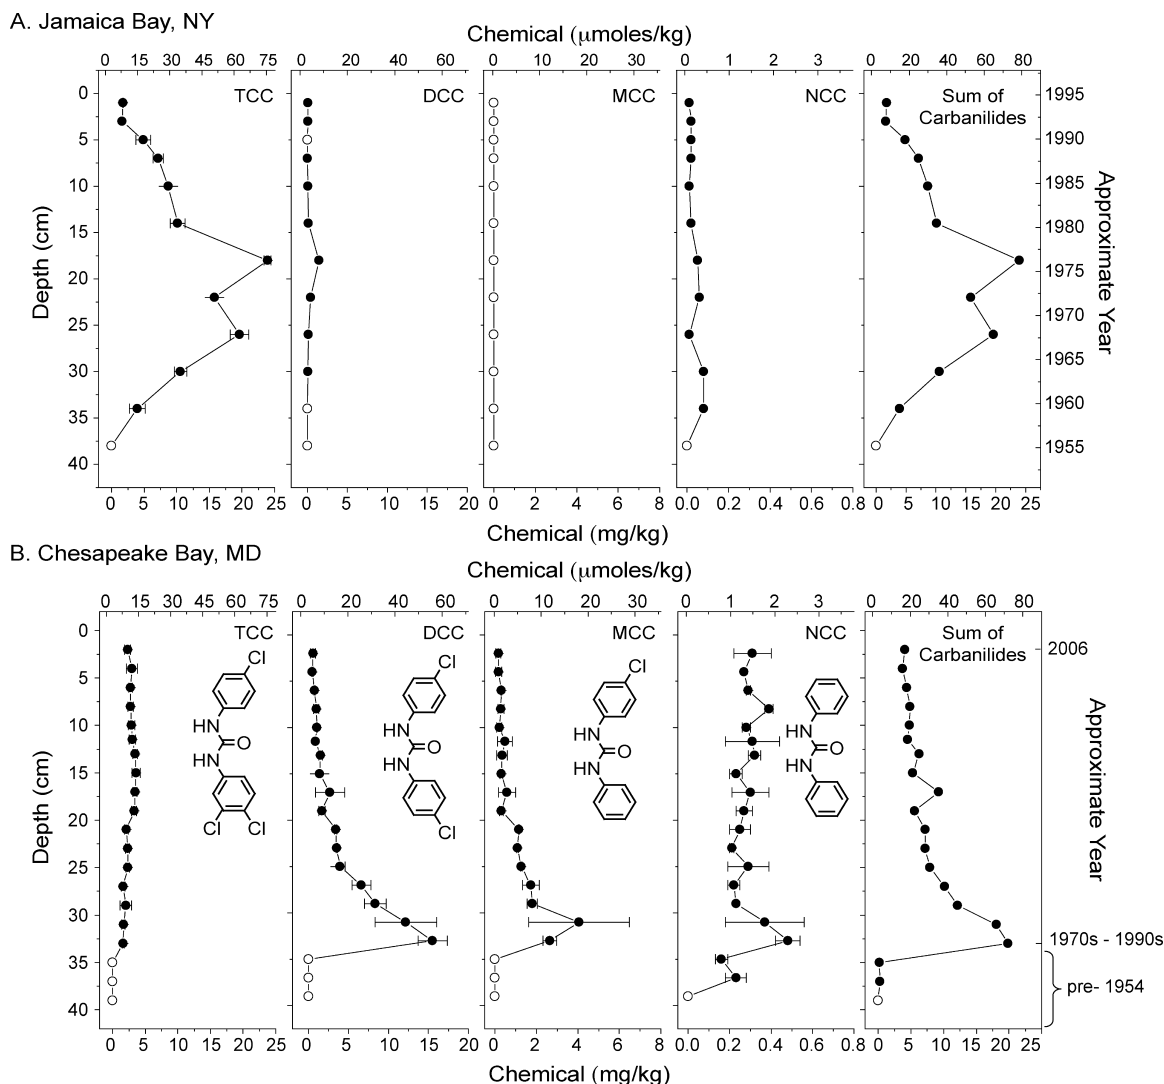 A. Jamaica Bay, NY
Chemical (μmoles/kg)
0 15 30 45 60 75 0 20 40 60 0 10 20 30 0 1 2 3 0 20 40 60 80
TCC DCC MCC NCC Sum of
Carbanilides
0
5
10
15
20
25
30
35
40
Depth (cm)
1995
1990
1985
1980
1975
1970
1965
1960
1955
Approximate Year
0 5 10 15 20 25 0 5 10 15 20 0 2 4 6 8 0 0.2 0.4 0.6 0.8 0 5 10 15 20 25
Chemical (mg/kg)
B. Chesapeake Bay, MD
Chemical (μmoles/kg)
0 15 30 45 60 75 0 20 40 60 0 10 20 30 0 1 2 3 0 20 40 60 80
TCC DCC MCC NCC Sum of
Carbanilides
Cl Cl Cl
HN HN HN HN
O O O O
HN HN HN HN
Cl Cl Cl
0
5
10
15
20
25
30
35
40
Depth (cm)
2006
1970s - 1990s
pre- 1954
Approximate Year
0 5 10 15 20 25 0 5 10 15 20 0 2 4 6 8 0.0 0.2 0.4 0.6 0.8 0 5 10 15 20 25
Chemical (mg/kg)